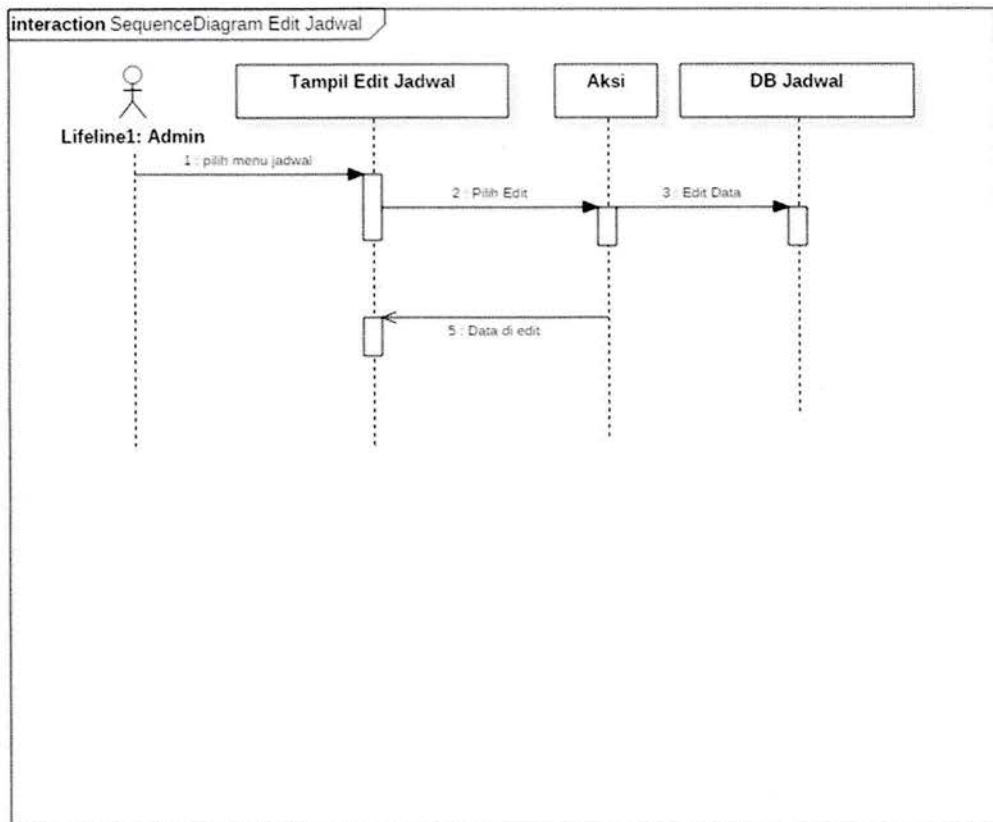 interaction SequenceDiagram Edit Jadwal
Tampil Edit Jadwal
Aksi
DB Jadwal
Lifeline1: Admin
1 : pilih menu jadwal
2 : Pilih Edit
3 : Edit Data
5 : Data di edit